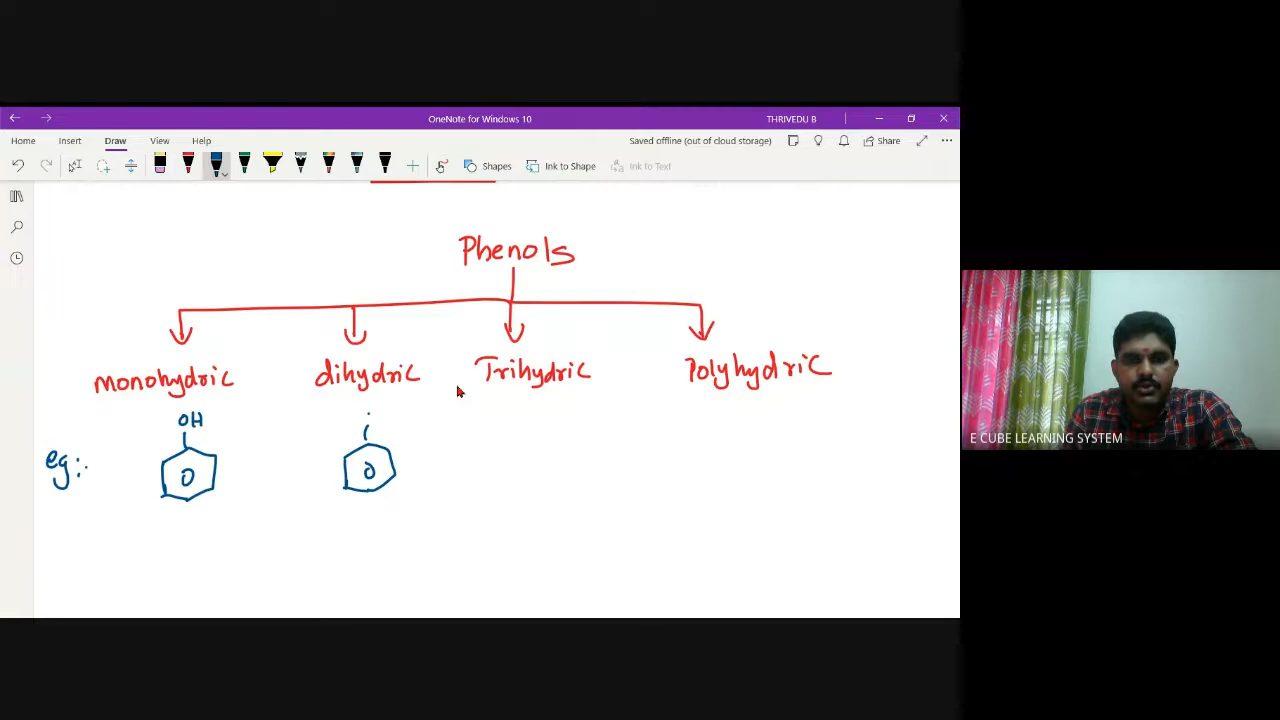 OneNote for Windows 10
THRIVEDU B
Home Insert Draw View Help
Saved offline (out of cloud storage)
Share
Shapes
Ink to Shape
Ink to Text
Phenols
monohydric dihydric Trihydric Polyhydric
OH
eg:-
E CUBE LEARNING SYSTEM